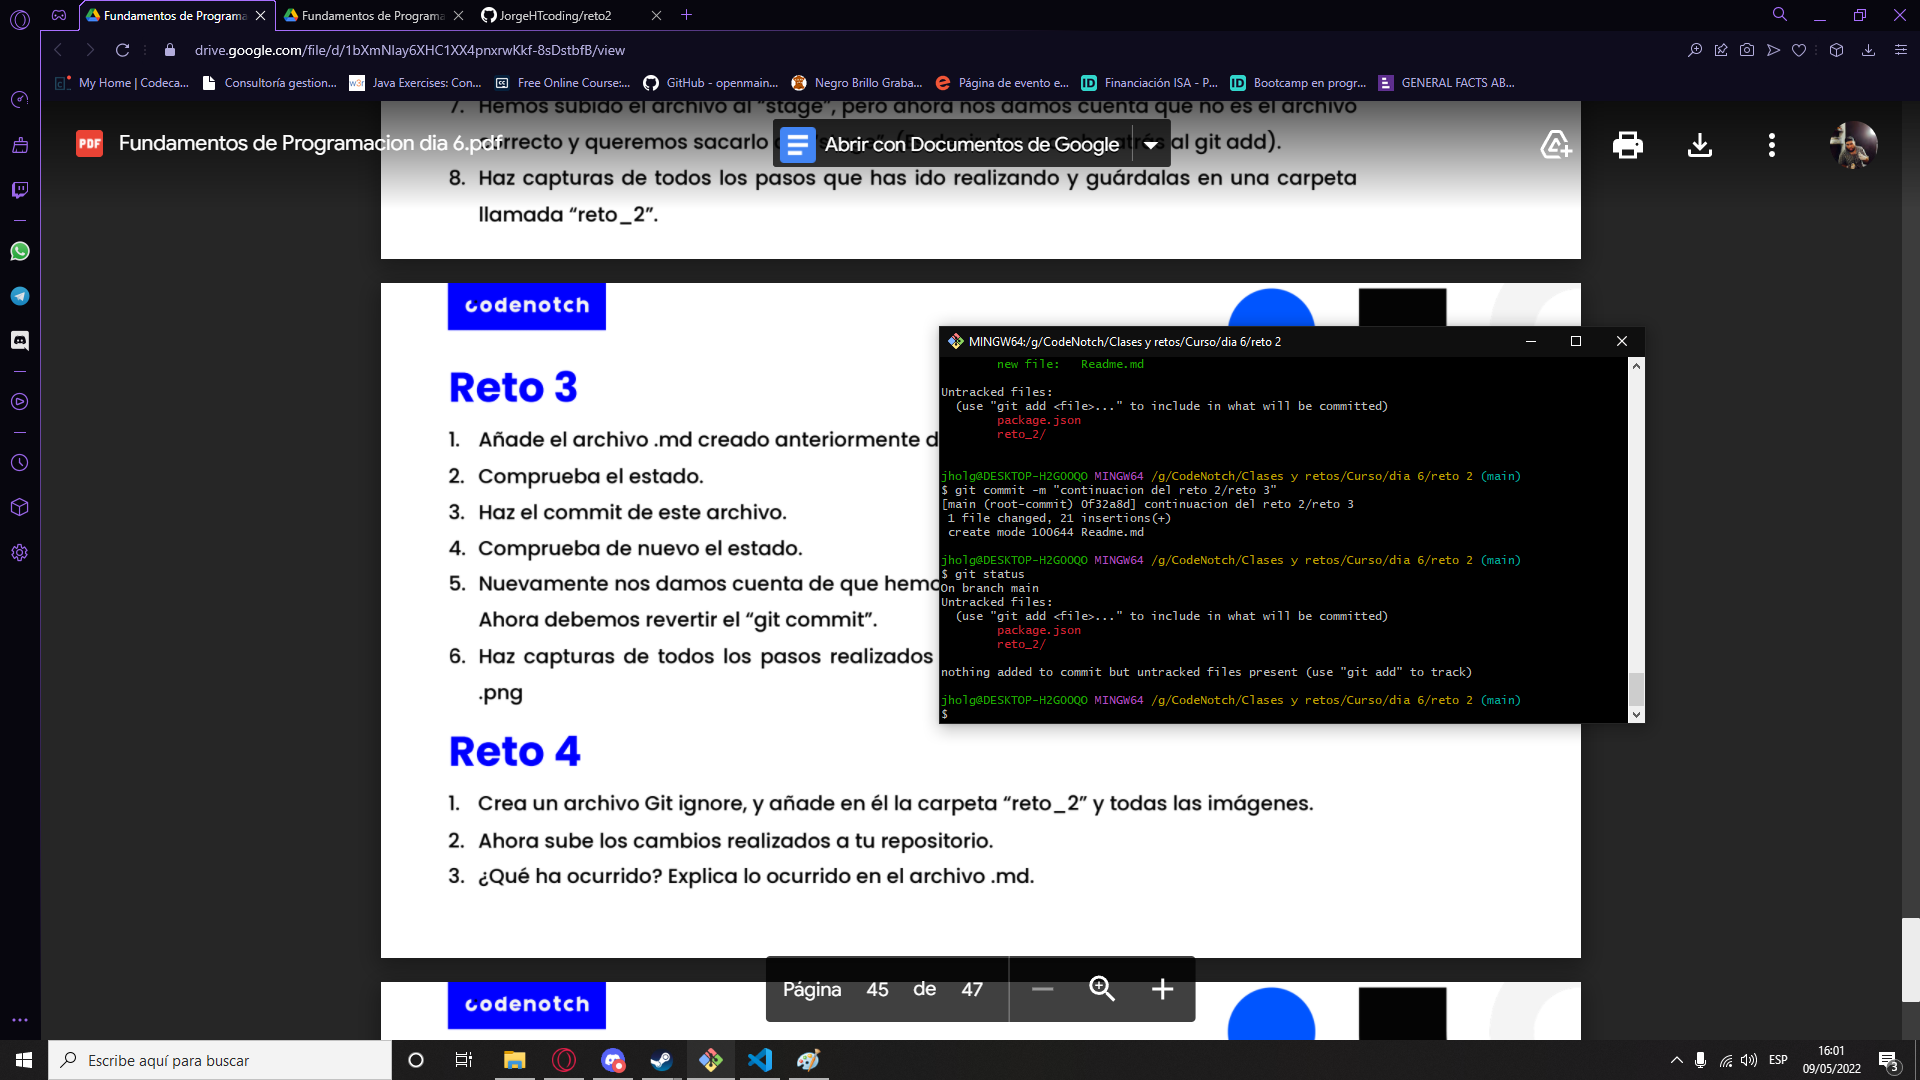 Fundamentos de Programa
Fundamentos de Programa
JorgeHTcoding/reto2
drive.google.com/file/d/1bXmNlay6XHC1XX4pnxrwKkf-8sDstbfB/view
My Home | Codeca...
Consultoría gestion...
Java Exercises: Con...
Free Online Course:...
GitHub - openmain...
Negro Brillo Graba...
Página de evento e...
Financiación ISA - P...
Bootcamp en progr...
GENERAL FACTS AB...
7. Hemos subido el archivo al “stage”, pero ahora nos damos cuenta que no es el archivo
PDF
Fundamentos de Programacion dia 6.pdf
Abrir con Documentos de Google
correcto y queremos sacarlo
al git add).
8. Haz capturas de todos los pasos que has ido realizando y guárdalas en una carpeta
llamada “reto_2”.
codenotch
Reto 3
1. Añade el archivo .md creado anteriormente d
2. Comprueba el estado.
3. Haz el commit de este archivo.
4. Comprueba de nuevo el estado.
5. Nuevamente nos damos cuenta de que hemo
Ahora debemos revertir el “git commit”.
6. Haz capturas de todos los pasos realizados
.png
MINGW64:/g/CodeNotch/Clases y retos/Curso/dia 6/reto 2
new file:   Readme.md
Untracked files:
(use "git add <file>..." to include in what will be committed)
package.json
reto_2/
jholg@DESKTOP-H2GOOQO MINGW64 /g/CodeNotch/Clases y retos/Curso/dia 6/reto 2 (main)
$ git commit -m "continuacion del reto 2/reto 3"
[main (root-commit) 0f32a8d] continuacion del reto 2/reto 3
1 file changed, 21 insertions(+)
create mode 100644 Readme.md
jholg@DESKTOP-H2GOOQO MINGW64 /g/CodeNotch/Clases y retos/Curso/dia 6/reto 2 (main)
$ git status
On branch main
Untracked files:
(use "git add <file>..." to include in what will be committed)
package.json
reto_2/
nothing added to commit but untracked files present (use "git add" to track)
jholg@DESKTOP-H2GOOQO MINGW64 /g/CodeNotch/Clases y retos/Curso/dia 6/reto 2 (main)
$
Reto 4
1. Crea un archivo Git ignore, y añade en él la carpeta “reto_2” y todas las imágenes.
2. Ahora sube los cambios realizados a tu repositorio.
3. ¿Qué ha ocurrido? Explica lo ocurrido en el archivo .md.
Página 45 de 47
codenotch
Escribe aquí para buscar
ESP
16:01
09/05/2022
3